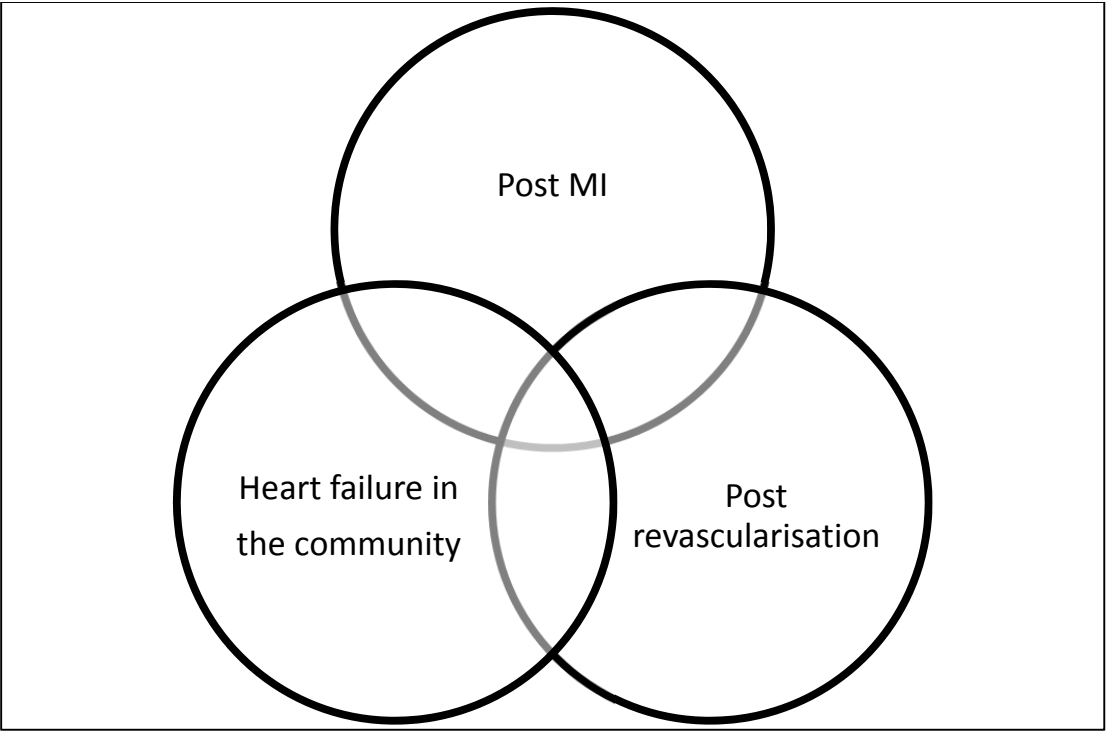 Post MI
Heart failure in
the community
Post
revascularisation